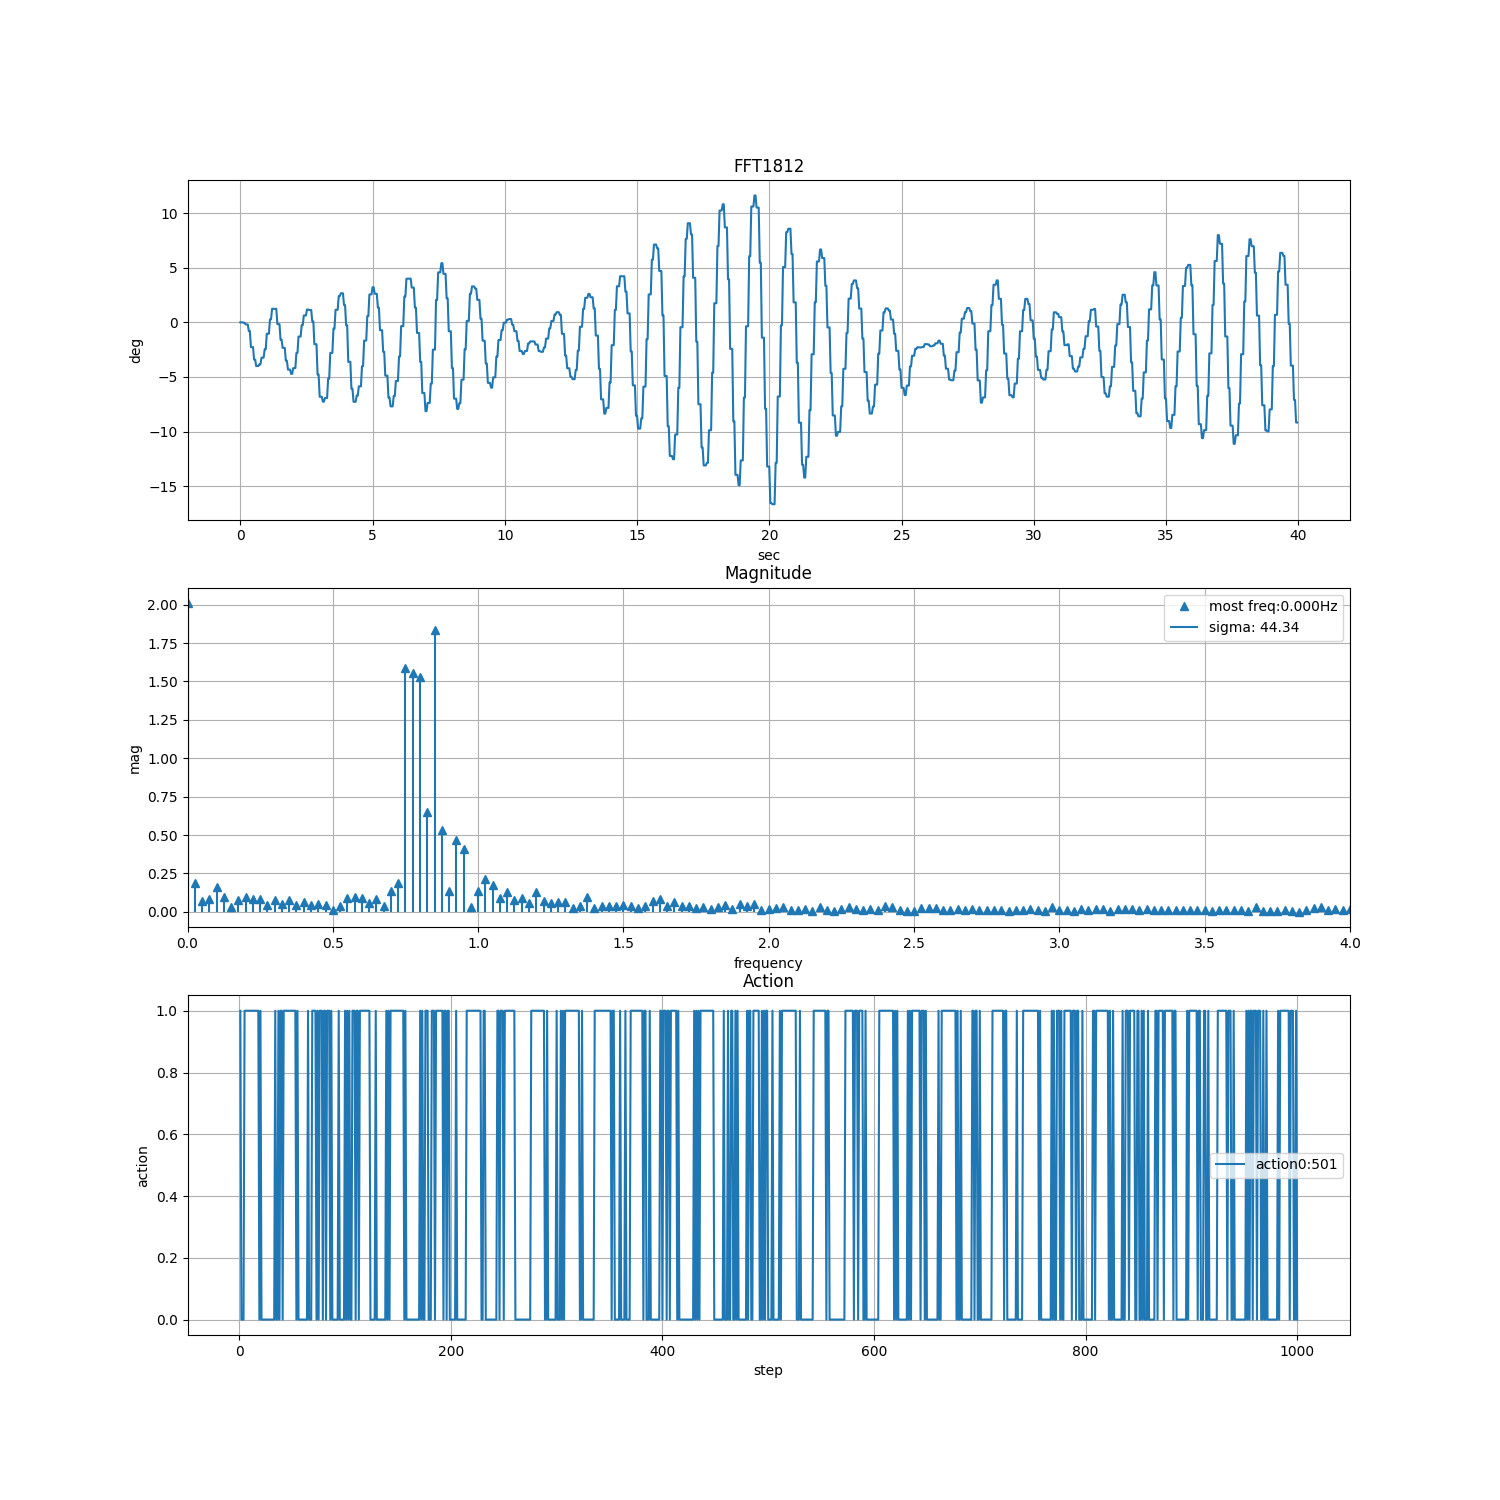 FFT1812
10
5
0
−5
−10
−15
deg
0 5 10 15 20 25 30 35 40
sec
Magnitude
2.00
1.75
1.50
1.25
1.00
0.75
0.50
0.25
0.00
mag
most freq:0.000Hz
sigma: 44.34
0.0 0.5 1.0 1.5 2.0 2.5 3.0 3.5 4.0
frequency
Action
1.0
0.8
0.6
0.4
0.2
0.0
action
action0:501
0 200 400 600 800 1000
step